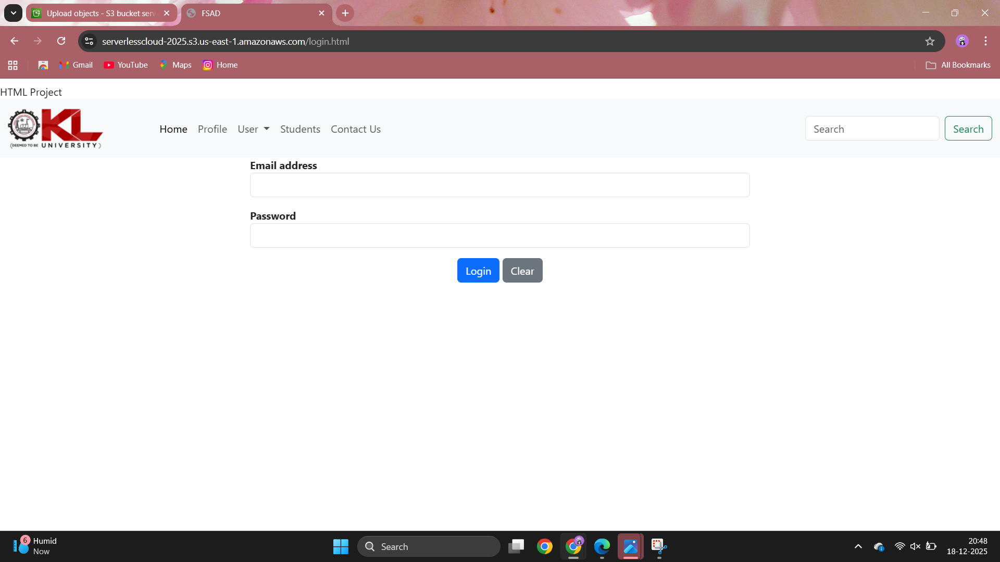 Upload objects - S3 bucket serv
FSAD
serverlesscloud-2025.s3.us-east-1.amazonaws.com/login.html
Gmail
YouTube
Maps
Home
All Bookmarks
HTML Project
KL
(DEEMED TO BE UNIVERSITY)
Home
Profile
User
Students
Contact Us
Search
Search
Email address
Password
Login
Clear
6
Humid
Now
Search
20:48
18-12-2025